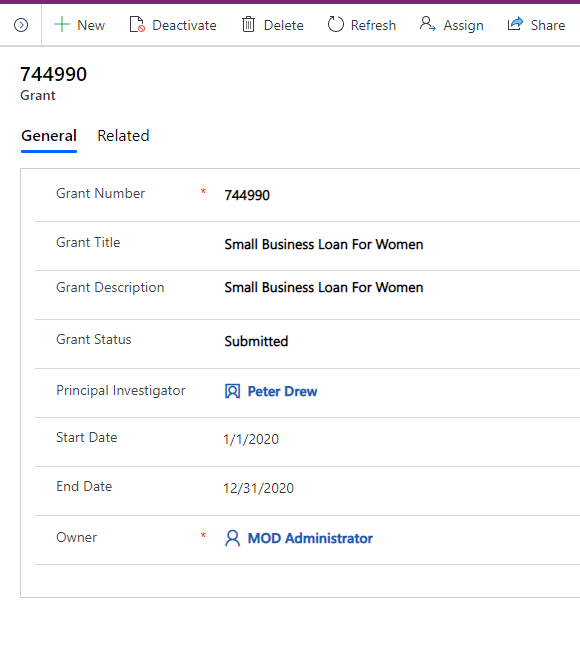 New Deactivate Delete Refresh Assign Share
744990
Grant
General Related
Grant Number * 744990
Grant Title Small Business Loan For Women
Grant Description Small Business Loan For Women
Grant Status Submitted
Principal Investigator Peter Drew
Start Date 1/1/2020
End Date 12/31/2020
Owner * MOD Administrator